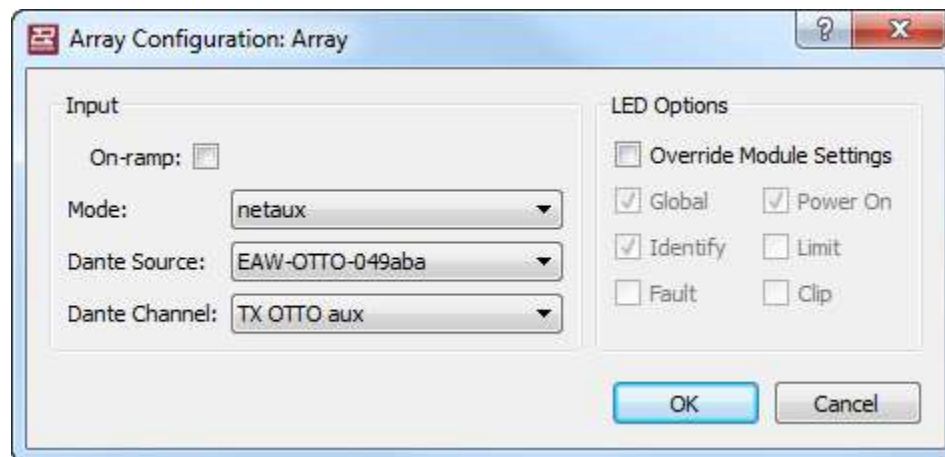 Array Configuration: Array
Input
On-ramp:
Mode: netaux
Dante Source: EAW-OTTO-049aba
Dante Channel: TX OTTO aux
LED Options
Override Module Settings
Global Power On
Identify Limit
Fault Clip
OK Cancel